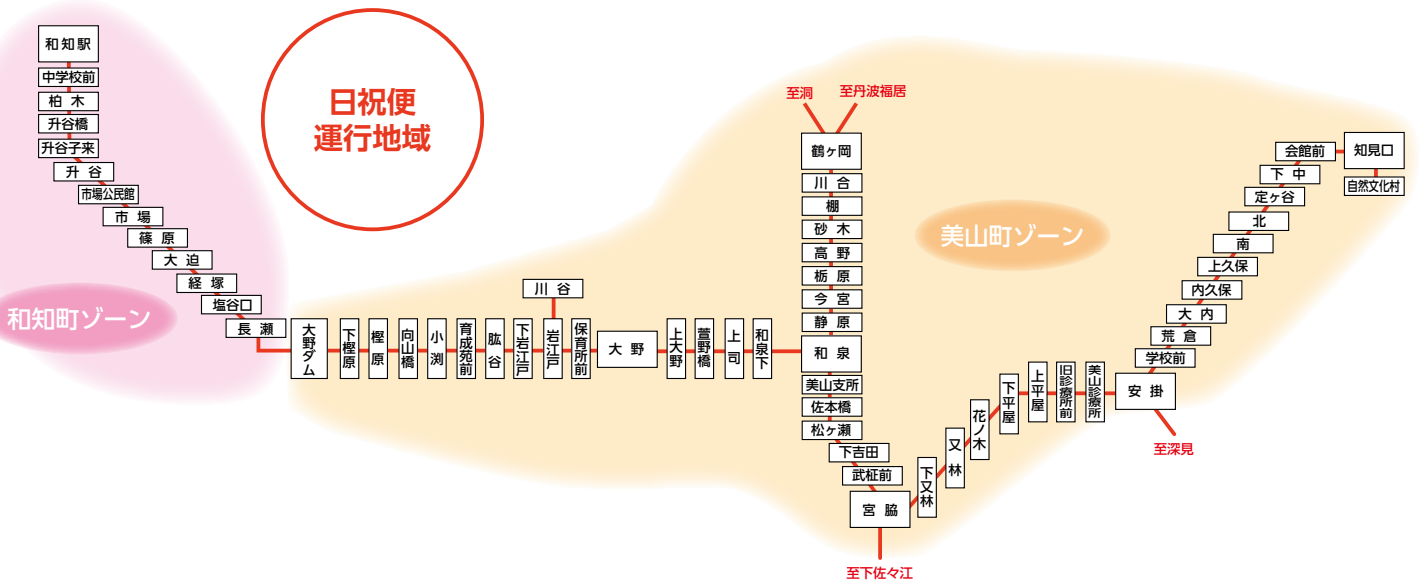 日祝便
運行地域
和知駅
中学校前
柏木
升谷橋
升谷子来
升谷
市場公民館
市場
篠原
大迫
経塚
塩谷口
長瀬
和知町ゾーン
大野ダム
下樫原
樫原
向山橋
小渕
育成苑前
肱谷
下岩江戸
川谷
岩江戸
保育所前
大野
上大野
萱野橋
上司
和泉下
至洞
至丹波福居
鶴ヶ岡
川合
棚
砂木
高野
栃原
今宮
静原
和泉
美山支所
佐本橋
松ヶ瀬
下吉田
武柾前
宮脇
至下佐々江
下又林
又林
花ノ木
下平屋
上平屋
旧診療所前
美山診療所
安掛
至深見
学校前
荒倉
大内
内久保
上久保
南
北
定ヶ谷
下中
会館前
知見口
自然文化村
美山町ゾーン